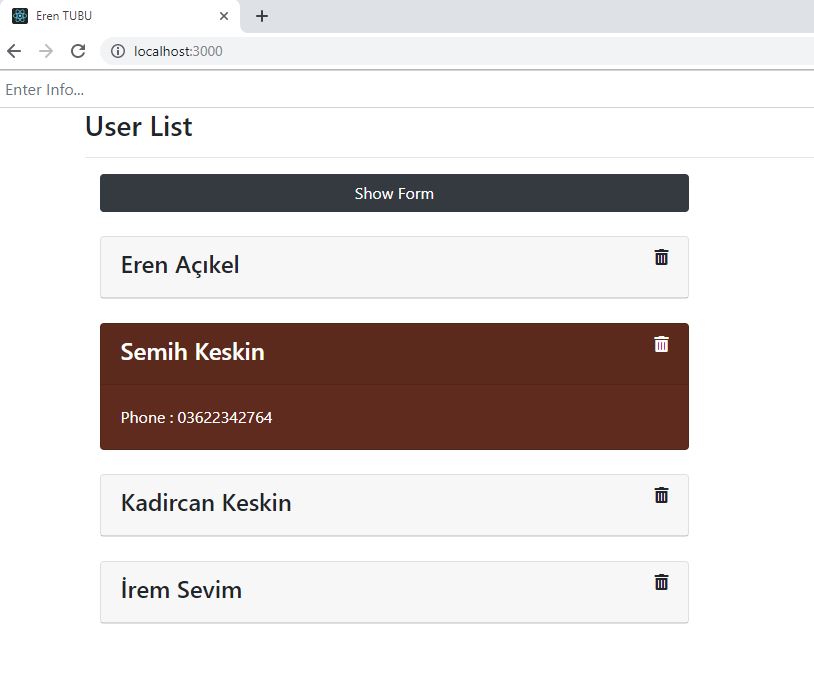 Eren TUBU
localhost:3000
Enter Info...
User List
Show Form
Eren Açıkel
Semih Keskin
Phone : 03622342764
Kadircan Keskin
İrem Sevim